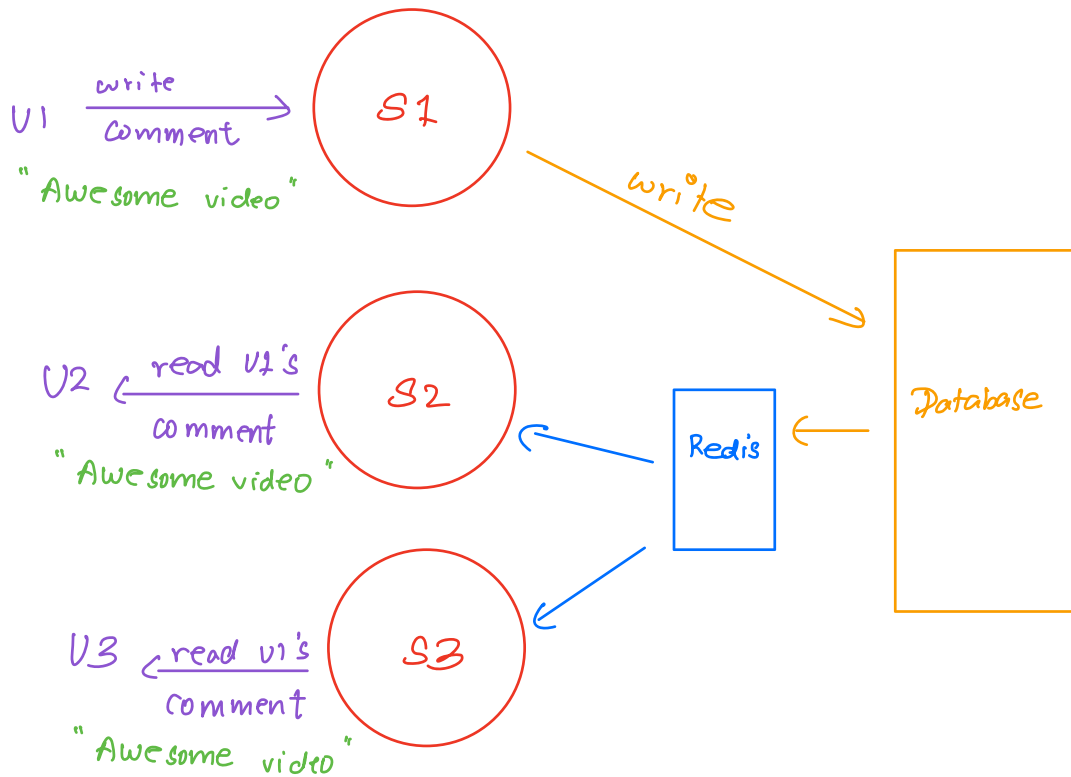 U1
write
comment
"Awesome video"
S1
write
U2
read U1's
comment
"Awesome video"
S2
Redis
Database
U3
read U1's
comment
"Awesome video"
S3